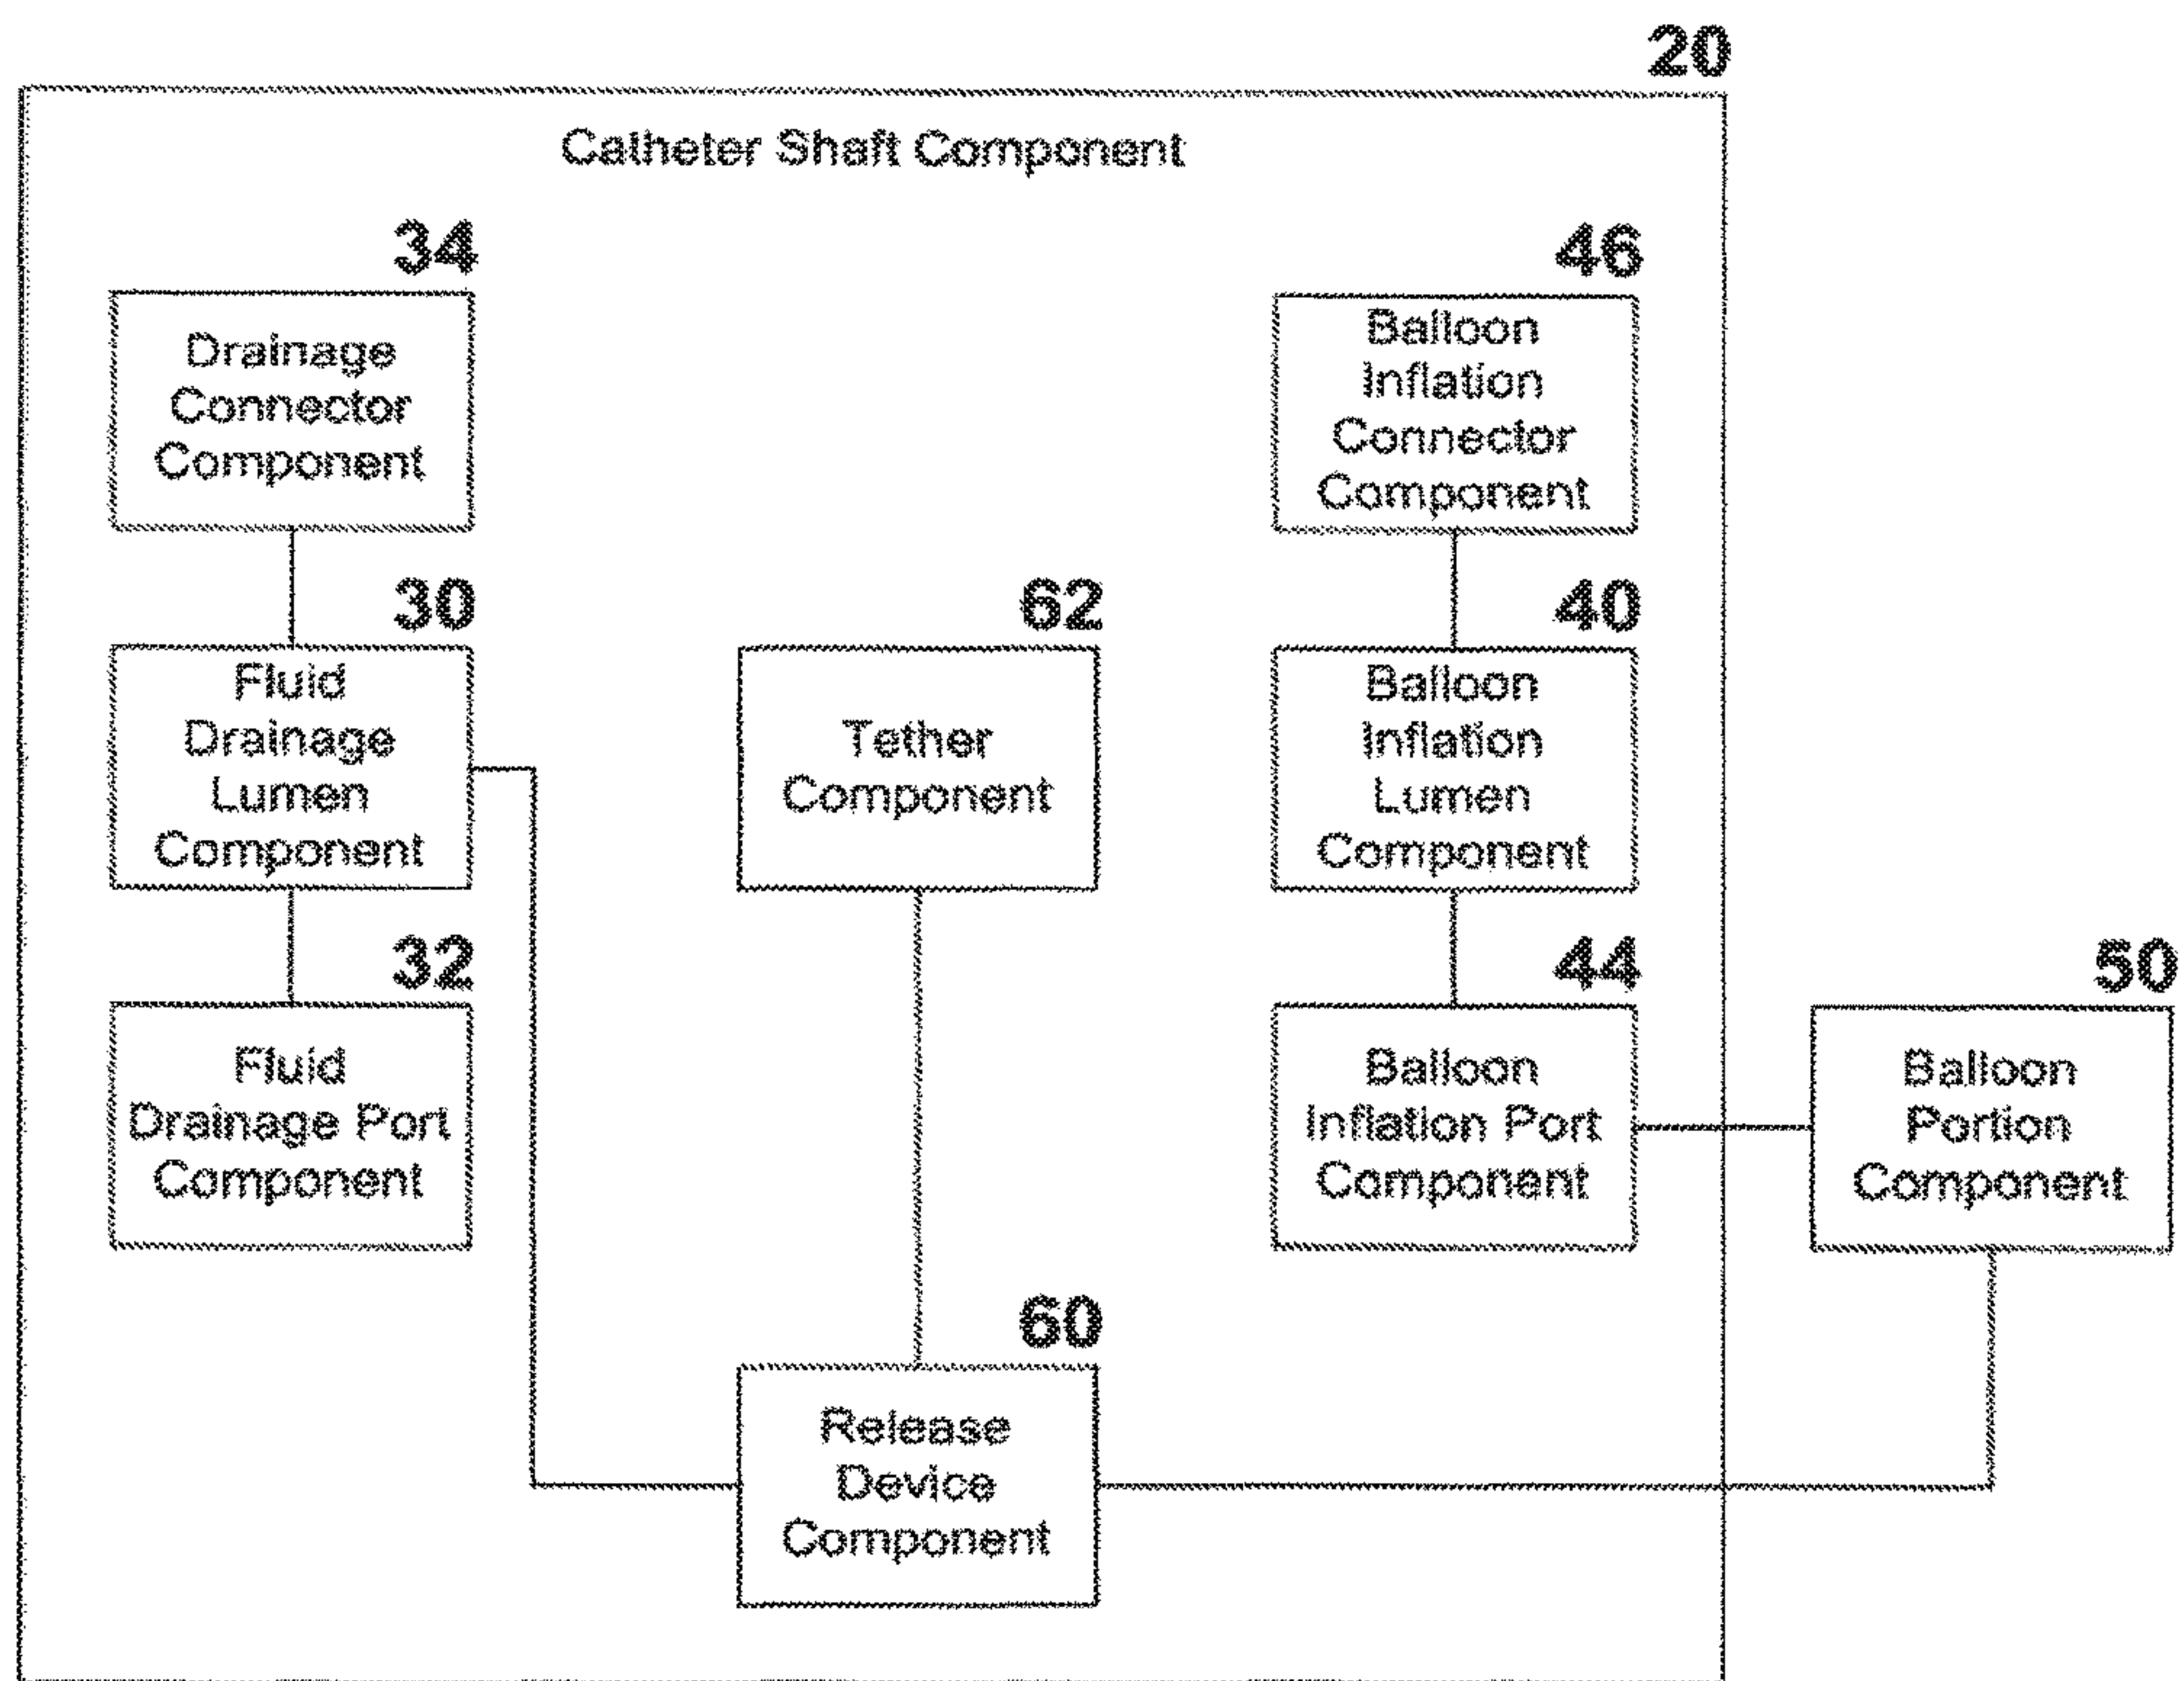 20
Catheter Shaft Component
34
Drainage
Connector
Component
46
Balloon
Inflation
Connector
Component
30
Fluid
Drainage
Lumen
Component
62
Tether
Component
40
Balloon
Inflation
Lumen
Component
32
Fluid
Drainage Port
Component
44
Balloon
Inflation Port
Component
50
Balloon
Portion
Component
60
Release
Device
Component